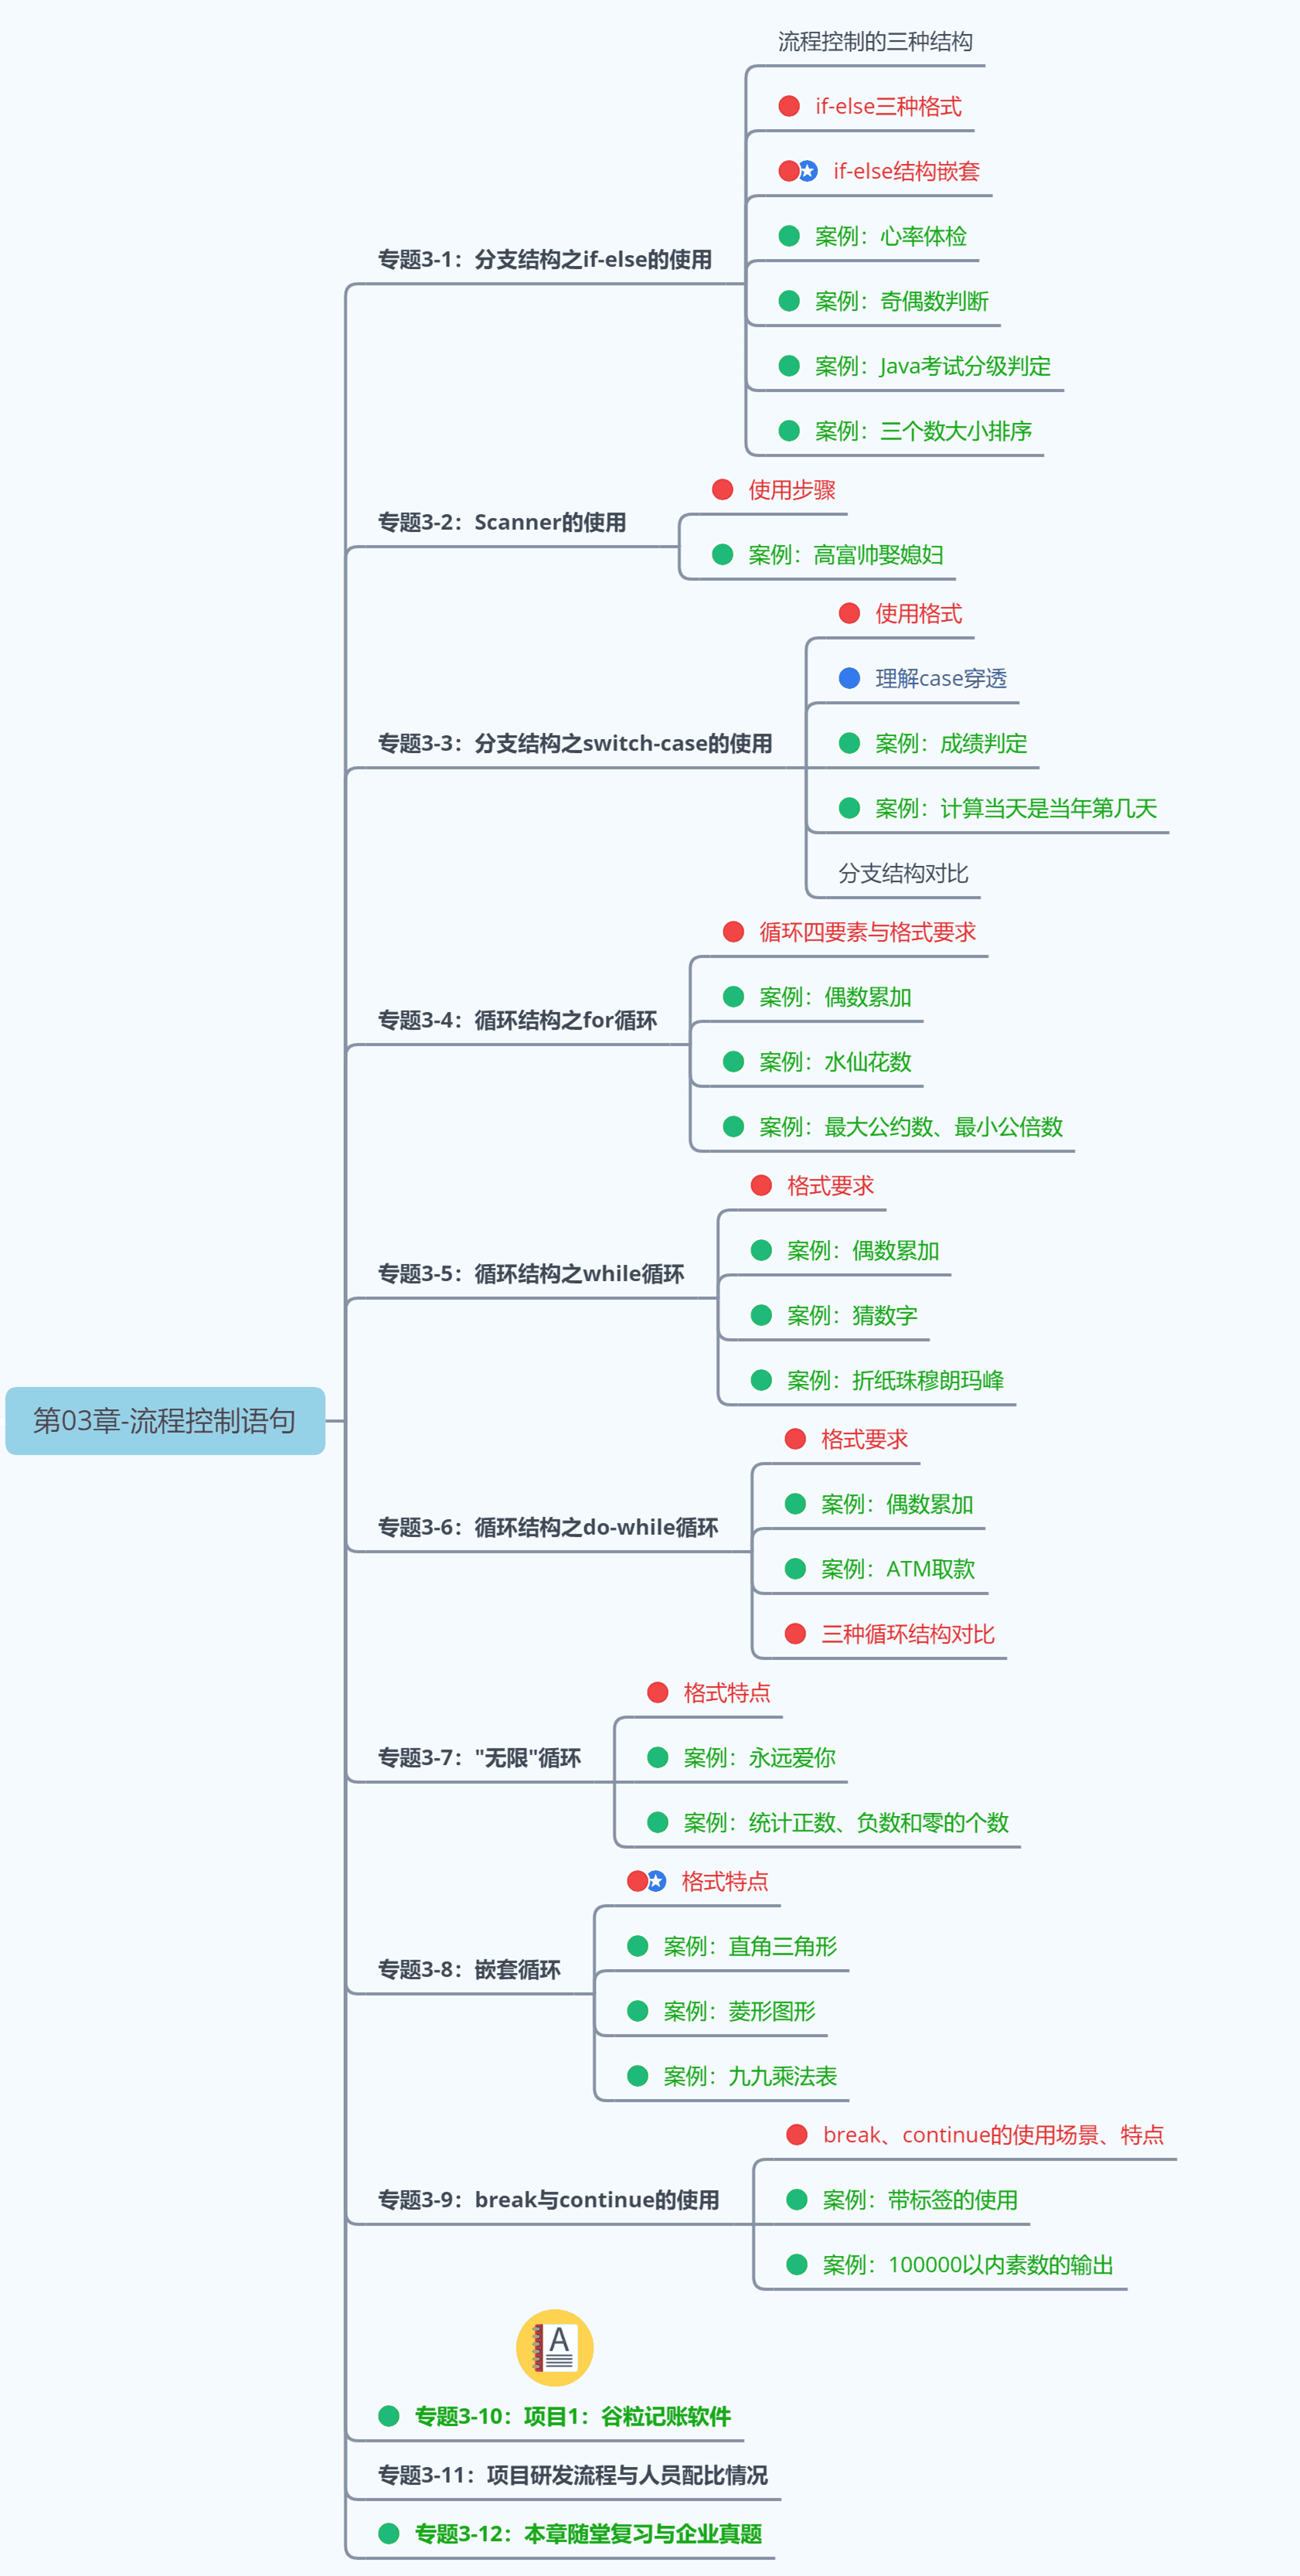 第03章-流程控制语句
专题3-1：分支结构之if-else的使用
流程控制的三种结构
if-else三种格式
if-else结构嵌套
案例：心率体检
案例：奇偶数判断
案例：Java考试分级判定
案例：三个数大小排序
专题3-2：Scanner的使用
使用步骤
案例：高富帅娶媳妇
专题3-3：分支结构之switch-case的使用
使用格式
理解case穿透
案例：成绩判定
案例：计算当天是当年第几天
分支结构对比
专题3-4：循环结构之for循环
循环四要素与格式要求
案例：偶数累加
案例：水仙花数
案例：最大公约数、最小公倍数
专题3-5：循环结构之while循环
格式要求
案例：偶数累加
案例：猜数字
案例：折纸珠穆朗玛峰
专题3-6：循环结构之do-while循环
格式要求
案例：偶数累加
案例：ATM取款
三种循环结构对比
专题3-7："无限"循环
格式特点
案例：永远爱你
案例：统计正数、负数和零的个数
专题3-8：嵌套循环
格式特点
案例：直角三角形
案例：菱形图形
案例：九九乘法表
专题3-9：break与continue的使用
break、continue的使用场景、特点
案例：带标签的使用
案例：100000以内素数的输出
A
专题3-10：项目1：谷粒记账软件
专题3-11：项目研发流程与人员配比情况
专题3-12：本章随堂复习与企业真题